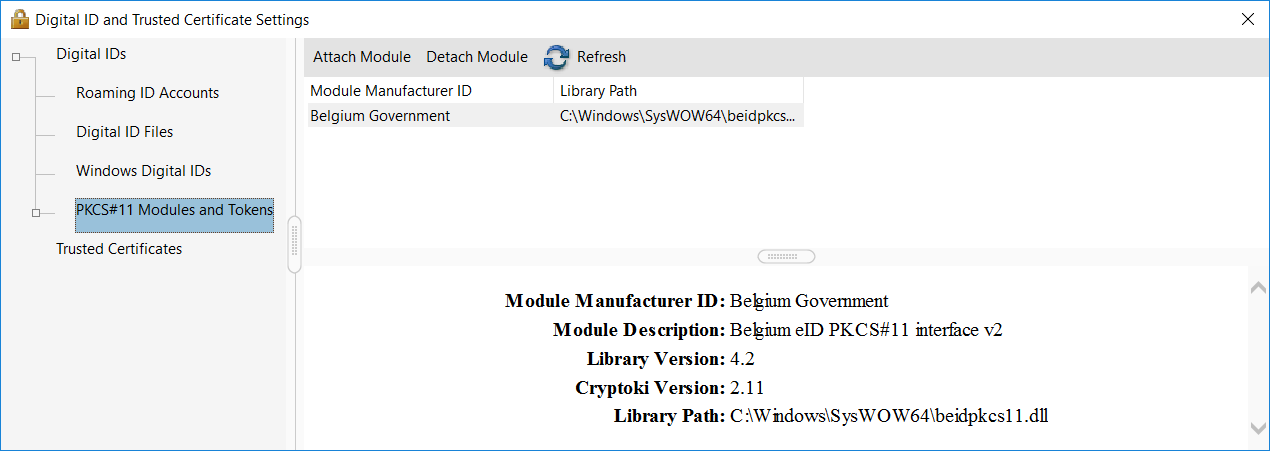 Digital ID and Trusted Certificate Settings
Digital IDs
Roaming ID Accounts
Digital ID Files
Windows Digital IDs
PKCS#11 Modules and Tokens
Trusted Certificates
Attach Module Detach Module Refresh
Module Manufacturer ID Library Path
Belgium Government C:\Windows\SysWOW64\beidpkcs...
Module Manufacturer ID: Belgium Government
Module Description: Belgium eID PKCS#11 interface v2
Library Version: 4.2
Cryptoki Version: 2.11
Library Path: C:\Windows\SysWOW64\beidpkcs11.dll